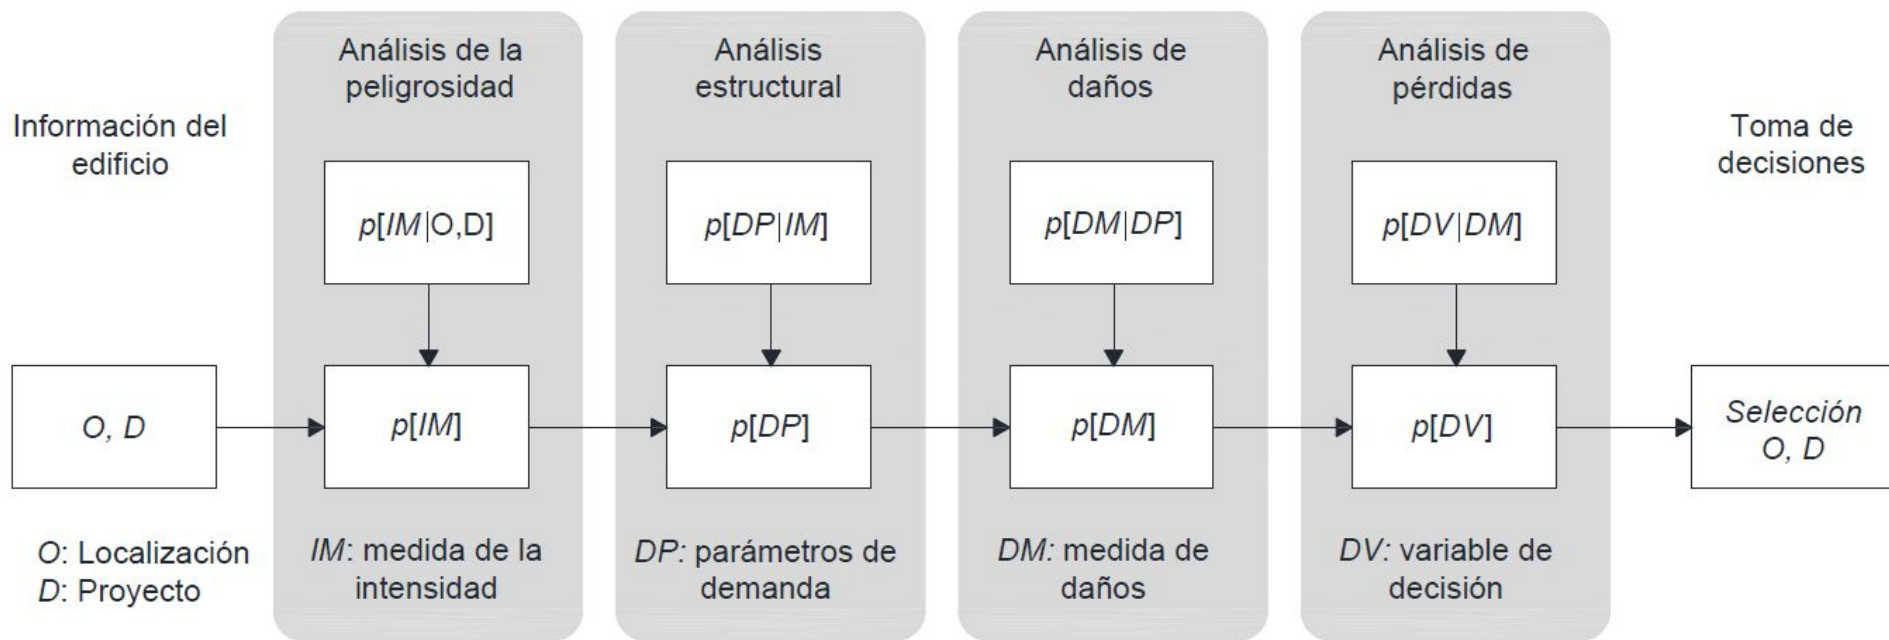 Información del
edificio
O, D
O: Localización
D: Proyecto
Análisis de la
peligrosidad
p[IM|O,D]
p[IM]
IM: medida de la
intensidad
Análisis
estructural
p[DP|IM]
p[DP]
DP: parámetros de
demanda
Análisis de
daños
p[DM|DP]
p[DM]
DM: medida de
daños
Análisis de
pérdidas
p[DV|DM]
p[DV]
DV: variable de
decisión
Toma de
decisiones
Selección
O, D